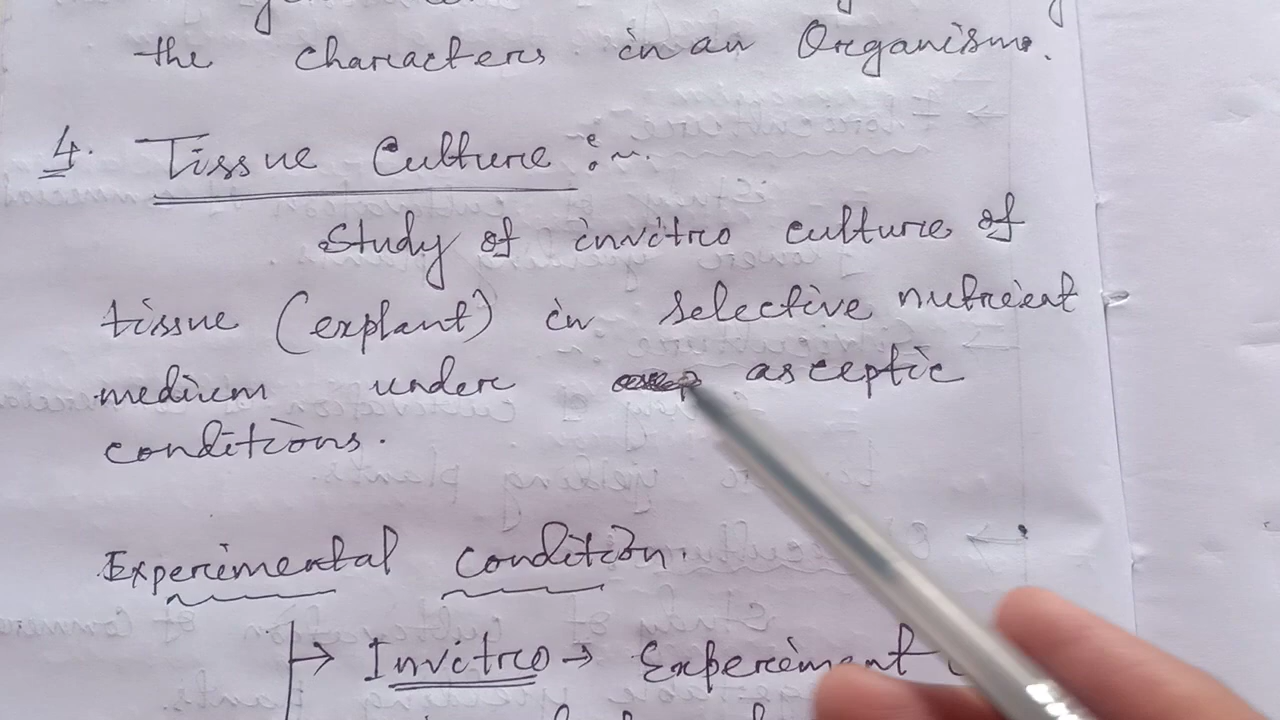 the characters in an Organism.
4. Tissue Culture :~.
Study of invitro culture of
tissue (explant) in selective nutrient
medium under asceptic
conditions.
Experimental condition.
→ Invitro → Experiment